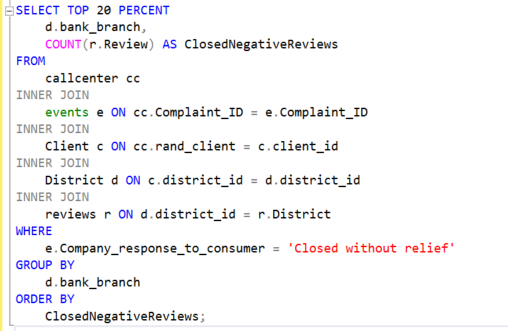 SELECT TOP 20 PERCENT
    d.bank_branch,
    COUNT(r.Review) AS ClosedNegativeReviews
FROM
    callcenter cc
INNER JOIN
    events e ON cc.Complaint_ID = e.Complaint_ID
INNER JOIN
    Client c ON cc.rand_client = c.client_id
INNER JOIN
    District d ON c.district_id = d.district_id
INNER JOIN
    reviews r ON d.district_id = r.District
WHERE
    e.Company_response_to_consumer = 'Closed without relief'
GROUP BY
    d.bank_branch
ORDER BY
    ClosedNegativeReviews;